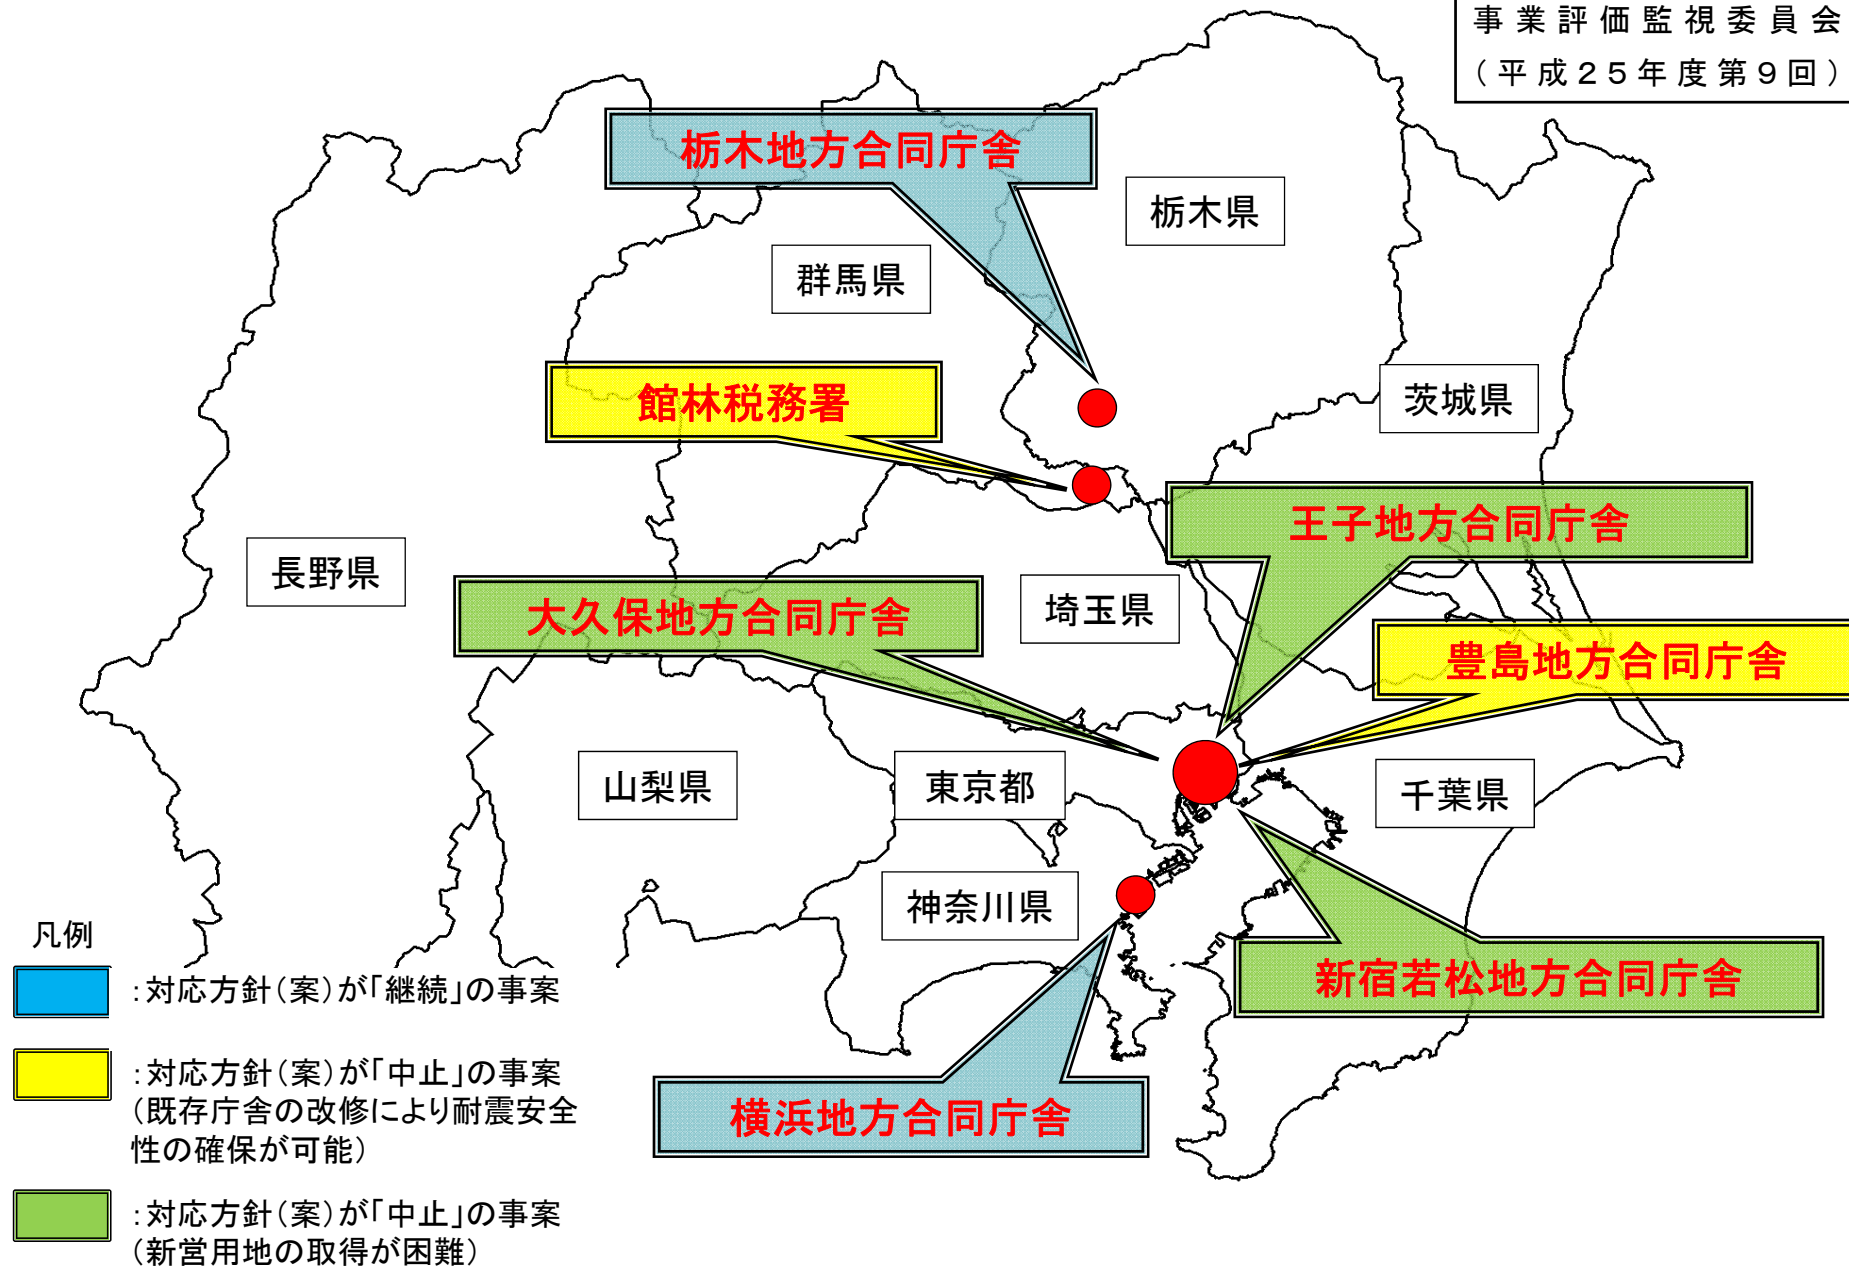 事業評価監視委員会
(平成25年度第9回)
栃木地方合同庁舎
栃木県
群馬県
館林税務署
茨城県
王子地方合同庁舎
長野県
大久保地方合同庁舎
埼玉県
豊島地方合同庁舎
山梨県
東京都
千葉県
神奈川県
新宿若松地方合同庁舎
横浜地方合同庁舎
凡例
:対応方針(案)が「継続」の事案
:対応方針(案)が「中止」の事案
(既存庁舎の改修により耐震安全
性の確保が可能)
:対応方針(案)が「中止」の事案
(新営用地の取得が困難)